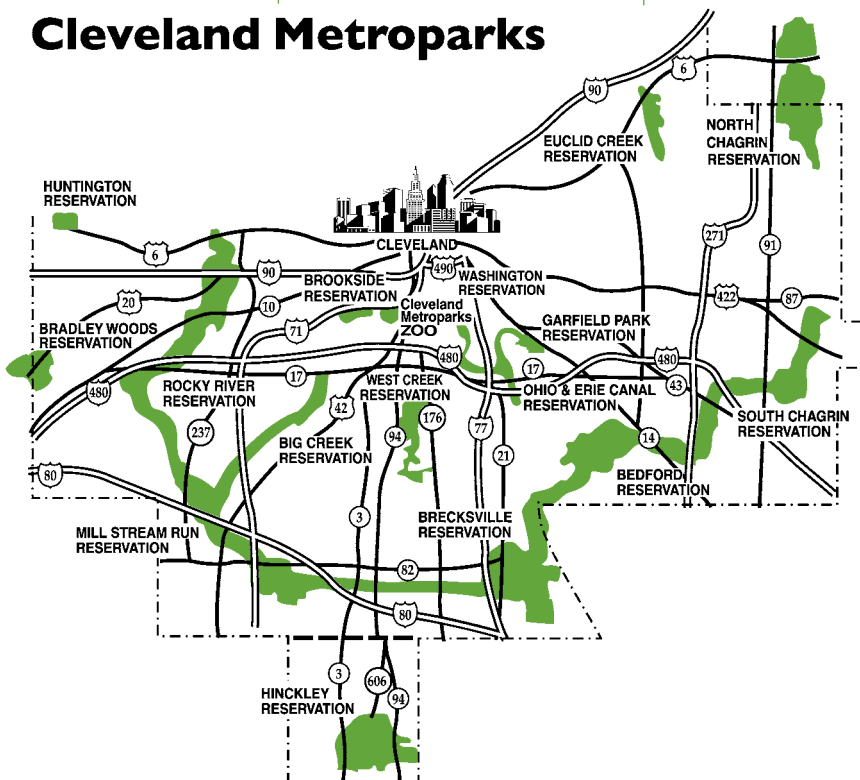 Cleveland Metroparks
90
6
EUCLID CREEK
RESERVATION
NORTH
CHAGRIN
RESERVATION
HUNTINGTON
RESERVATION
271
91
6
CLEVELAND
90
490
BROOKSIDE
RESERVATION
WASHINGTON
RESERVATION
20
10
422
87
Cleveland
Metroparks
ZOO
71
BRADLEY WOODS
RESERVATION
GARFIELD PARK
RESERVATION
480
480
17
17
480
ROCKY RIVER
RESERVATION
WEST CREEK
RESERVATION
OHIO & ERIE CANAL
RESERVATION
43
42
176
SOUTH CHAGRIN
RESERVATION
237
94
77
14
BIG CREEK
RESERVATION
21
80
BEDFORD
RESERVATION
3
BRECKSVILLE
RESERVATION
MILL STREAM RUN
RESERVATION
82
80
3
606
94
HINCKLEY
RESERVATION